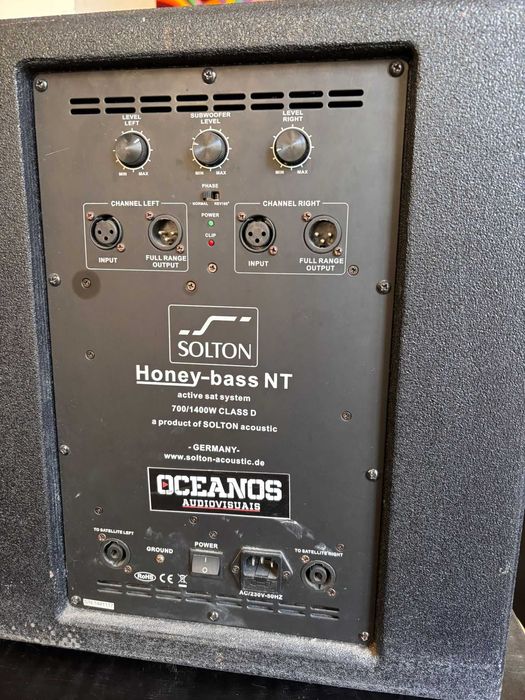 LEVEL LEFT
SUBWOOFER LEVEL
LEVEL RIGHT
MIN MAX
MIN MAX
MIN MAX
PHASE
NORMAL REV180°
POWER
CLIP
CHANNEL LEFT
INPUT
FULL RANGE OUTPUT
CHANNEL RIGHT
INPUT
FULL RANGE OUTPUT
SOLTON
Honey-bass NT
active sat system
700/1400W CLASS D
a product of SOLTON acoustic
-GERMANY-
www.solton-acoustic.de
OCEANOS
AUDIOVISUAIS
TO SATELLITE LEFT
GROUND
POWER
TO SATELLITE RIGHT
RoHS CE
I
O
AC/230V~50HZ